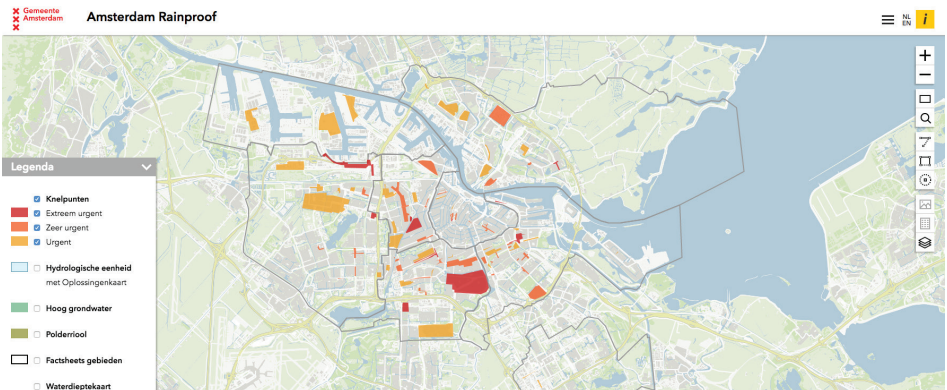 Gemeente
Amsterdam
Amsterdam Rainproof
NL
EN
i
Legenda
Knelpunten
Extreem urgent
Zeer urgent
Urgent
Hydrologische eenheid
met Oplossingenkaart
Hoog grondwater
Polderriool
Factsheets gebieden
Waterdieptekaart